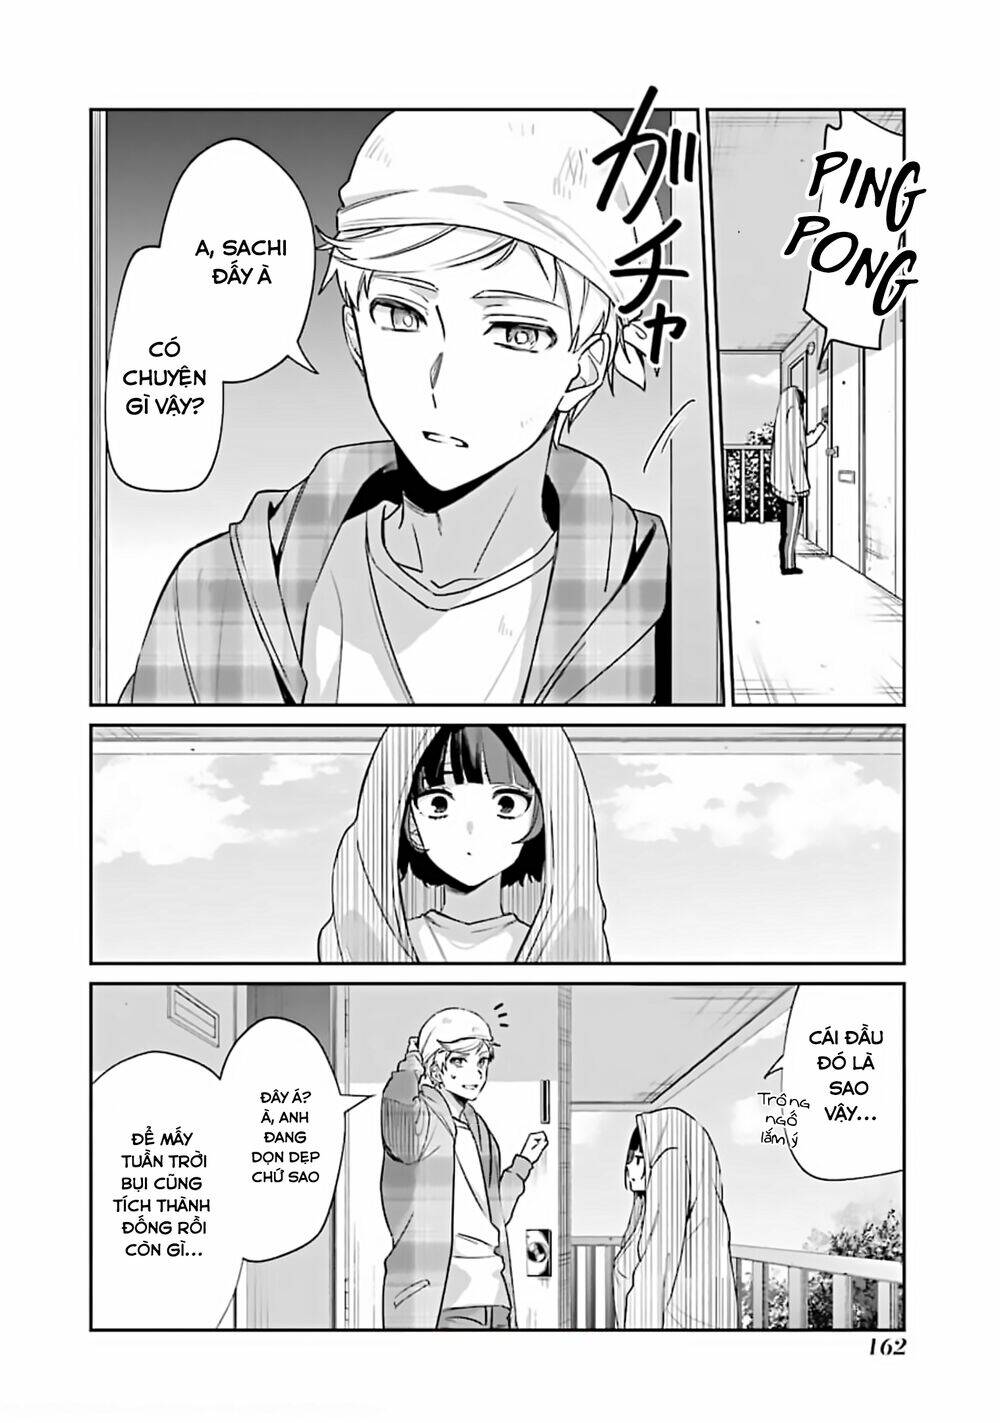 PING
PONG
ガチャ
A, SACHI
ĐẤY À
CÓ
CHUYỆN
GÌ VẬY?
CÁI ĐẦU
ĐÓ LÀ
SAO
VẬY...
Trông
ngố
lắm ý
ĐÂY Á?
À, ANH
ĐANG
DỌN DẸP
CHỨ SAO
ĐỂ MẤY
TUẦN TRỜI
BỤI CŨNG
TÍCH THÀNH
ĐỐNG RỒI
CÒN GÌ...
162